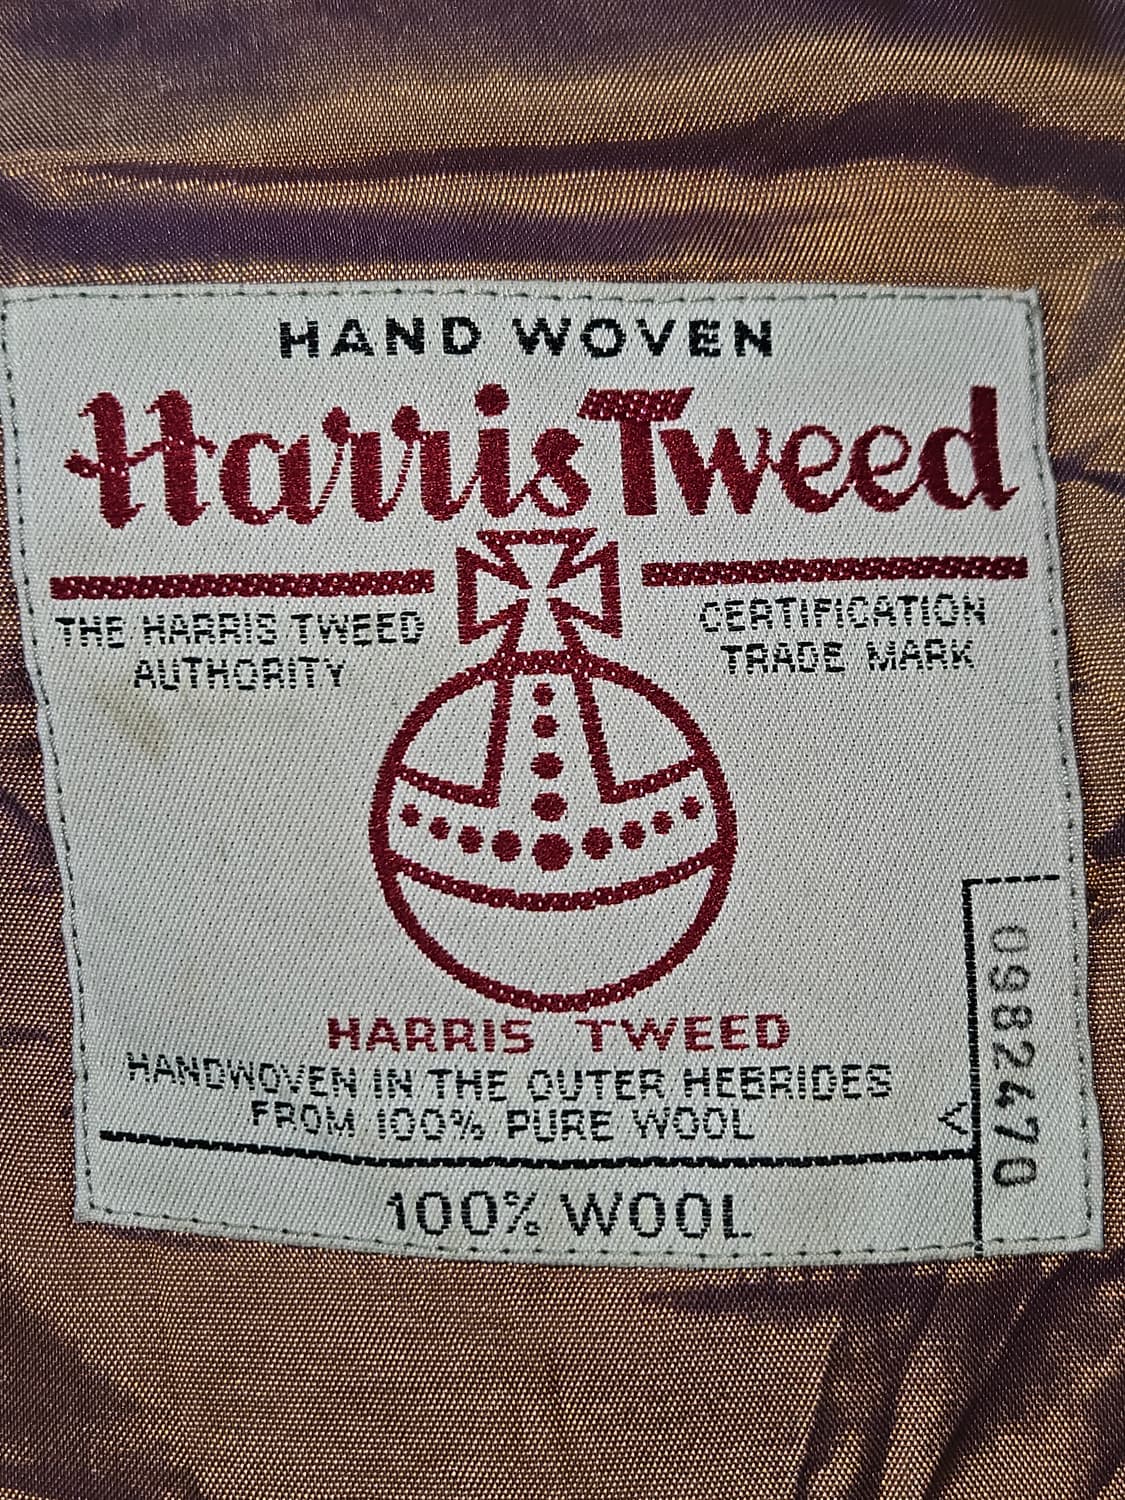 HAND WOVEN
Harris Tweed
THE HARRIS TWEED
AUTHORITY
CERTIFICATION
TRADE MARK
HARRIS TWEED
HANDWOVEN IN THE OUTER HEBRIDES
FROM 100% PURE WOOL
V
100% WOOL
0982470